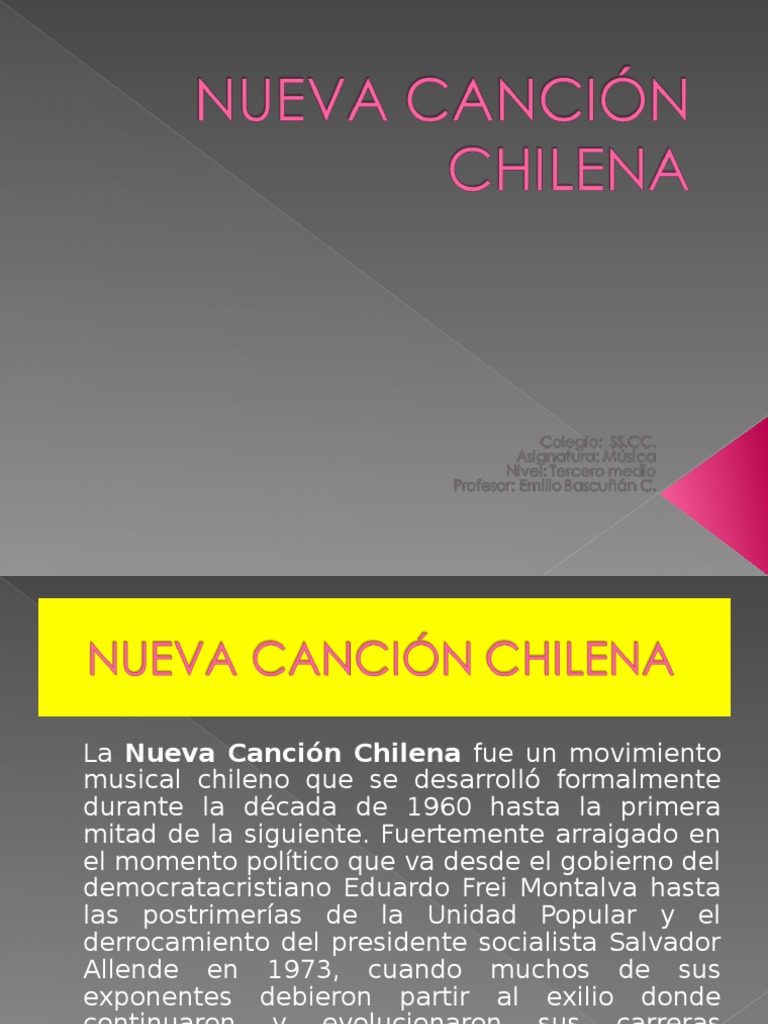 NUEVA CANCIÓN
CHILENA
Colegio: SS.CC.
Asignatura: Música
Nivel: Tercero medio
Profesor: Emilio Bascuñán C.
NUEVA CANCIÓN CHILENA
La Nueva Canción Chilena fue un movimiento
musical chileno que se desarrolló formalmente
durante la década de 1960 hasta la primera
mitad de la siguiente. Fuertemente arraigado en
el momento político que va desde el gobierno del
democratacristiano Eduardo Frei Montalva hasta
las postrimerías de la Unidad Popular y el
derrocamiento del presidente socialista Salvador
Allende en 1973, cuando muchos de sus
exponentes debieron partir al exilio donde
continuaron y evolucionaron sus carreras